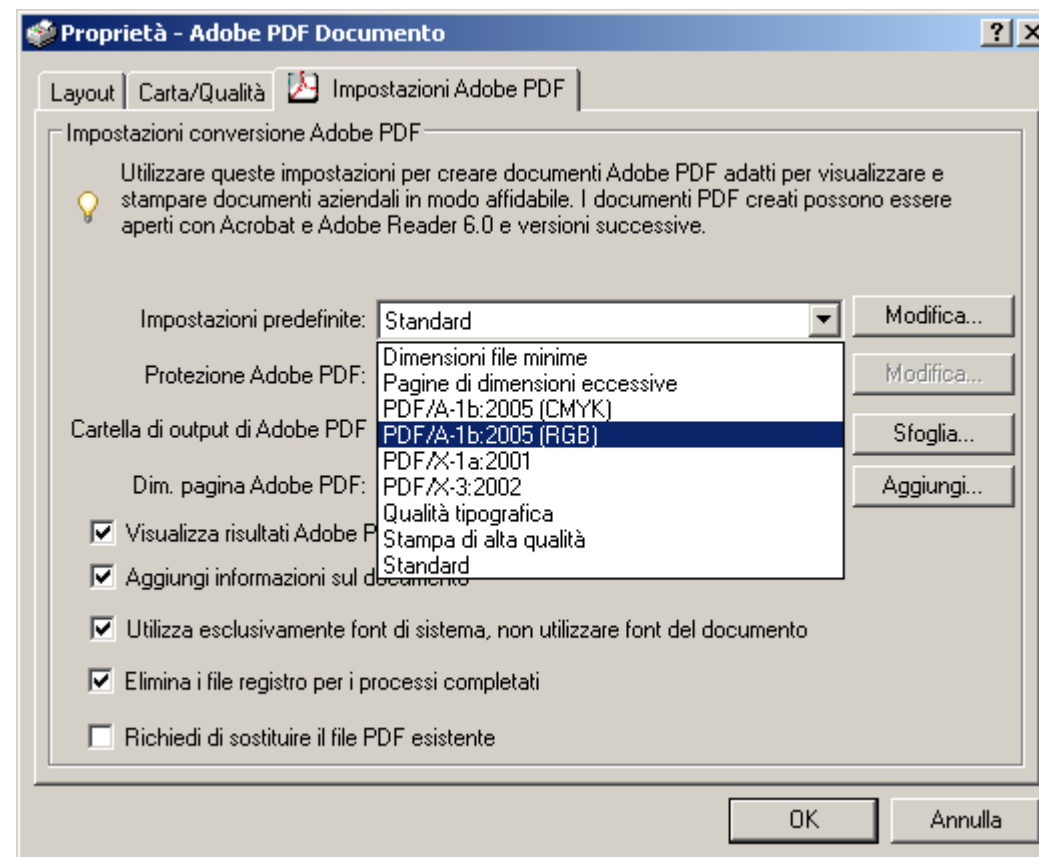 Proprietà - Adobe PDF Documento
Layout
Carta/Qualità
Impostazioni Adobe PDF
Impostazioni conversione Adobe PDF
Utilizzare queste impostazioni per creare documenti Adobe PDF adatti per visualizzare e
stampare documenti aziendali in modo affidabile. I documenti PDF creati possono essere
aperti con Acrobat e Adobe Reader 6.0 e versioni successive.
Impostazioni predefinite: Standard Modifica...
Dimensioni file minime
Pagine di dimensioni eccessive
PDF/A-1b:2005 (CMYK)
PDF/A-1b:2005 (RGB)
PDF/X-1a:2001
PDF/X-3:2002
Qualità tipografica
Stampa di alta qualità
Standard
Protezione Adobe PDF: Modifica...
Cartella di output di Adobe PDF Sfoglia...
Dim. pagina Adobe PDF: Aggiungi...
Visualizza risultati Adobe
Aggiungi informazioni sul documento
Utilizza esclusivamente font di sistema, non utilizzare font del documento
Elimina i file registro per i processi completati
Richiedi di sostituire il file PDF esistente
OK Annulla